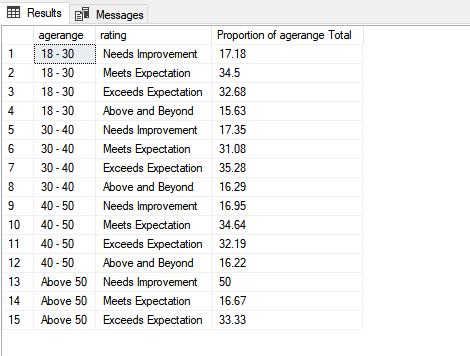 Results Messages
agerange rating Proportion of agerange Total
1 18 - 30 Needs Improvement 17.18
2 18 - 30 Meets Expectation 34.5
3 18 - 30 Exceeds Expectation 32.68
4 18 - 30 Above and Beyond 15.63
5 30 - 40 Needs Improvement 17.35
6 30 - 40 Meets Expectation 31.08
7 30 - 40 Exceeds Expectation 35.28
8 30 - 40 Above and Beyond 16.29
9 40 - 50 Needs Improvement 16.95
10 40 - 50 Meets Expectation 34.64
11 40 - 50 Exceeds Expectation 32.19
12 40 - 50 Above and Beyond 16.22
13 Above 50 Needs Improvement 50
14 Above 50 Meets Expectation 16.67
15 Above 50 Exceeds Expectation 33.33